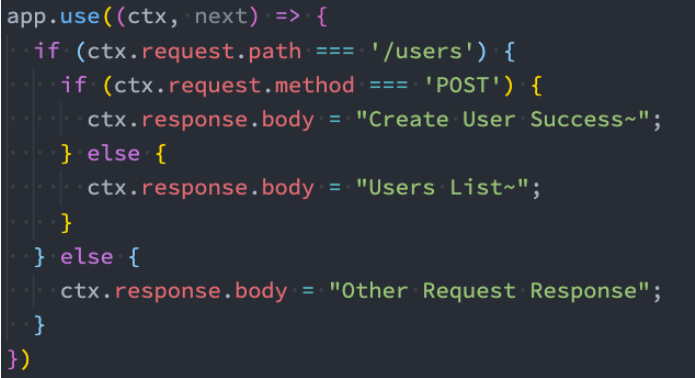 app.use((ctx, next) => {
  if (ctx.request.path === '/users') {
    if (ctx.request.method === 'POST') {
      ctx.response.body = "Create User Success~";
    } else {
      ctx.response.body = "Users List~";
    }
  } else {
    ctx.response.body = "Other Request Response";
  }
})